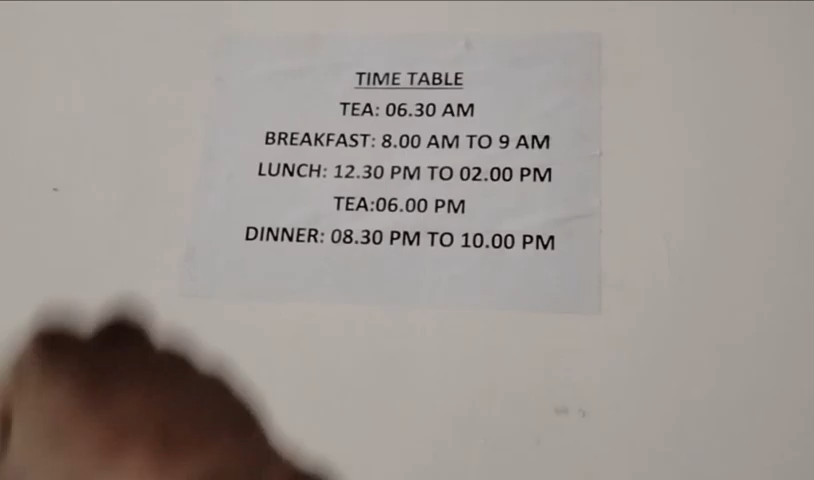 TIME TABLE
TEA: 06.30 AM
BREAKFAST: 8.00 AM TO 9 AM
LUNCH: 12.30 PM TO 02.00 PM
TEA:06.00 PM
DINNER: 08.30 PM TO 10.00 PM